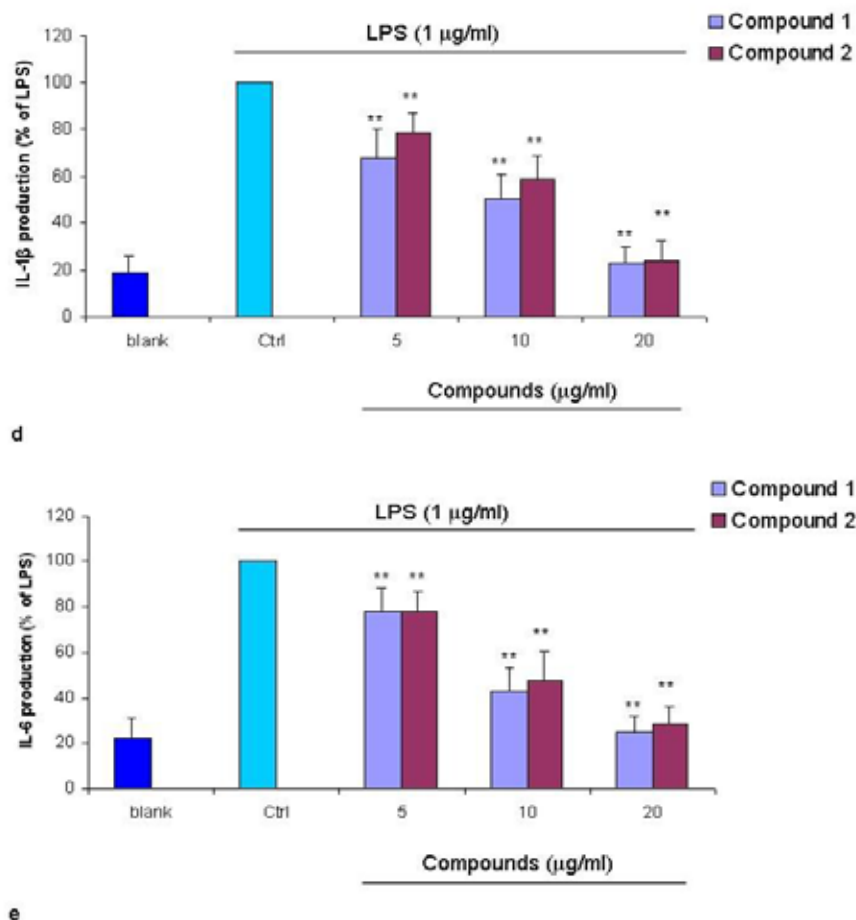 LPS (1 μg/ml)
Compound 1
Compound 2
IL-1β production (% of LPS)
120
100
80
60
40
20
0
** ** ** ** ** **
blank Ctrl 5 10 20
Compounds (μg/ml)
d
Compound 1
Compound 2
LPS (1 μg/ml)
IL-6 production (% of LPS)
120
100
80
60
40
20
0
** ** ** ** ** **
blank Ctrl 5 10 20
Compounds (μg/ml)
e